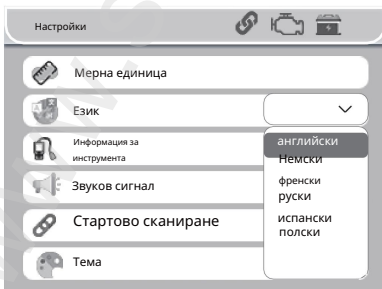 Настройки
Мерна единица
Език
Информация за
инструмента
Звуков сигнал
Стартово сканиране
Тема
английски
Немски
френски
руски
испански
полски